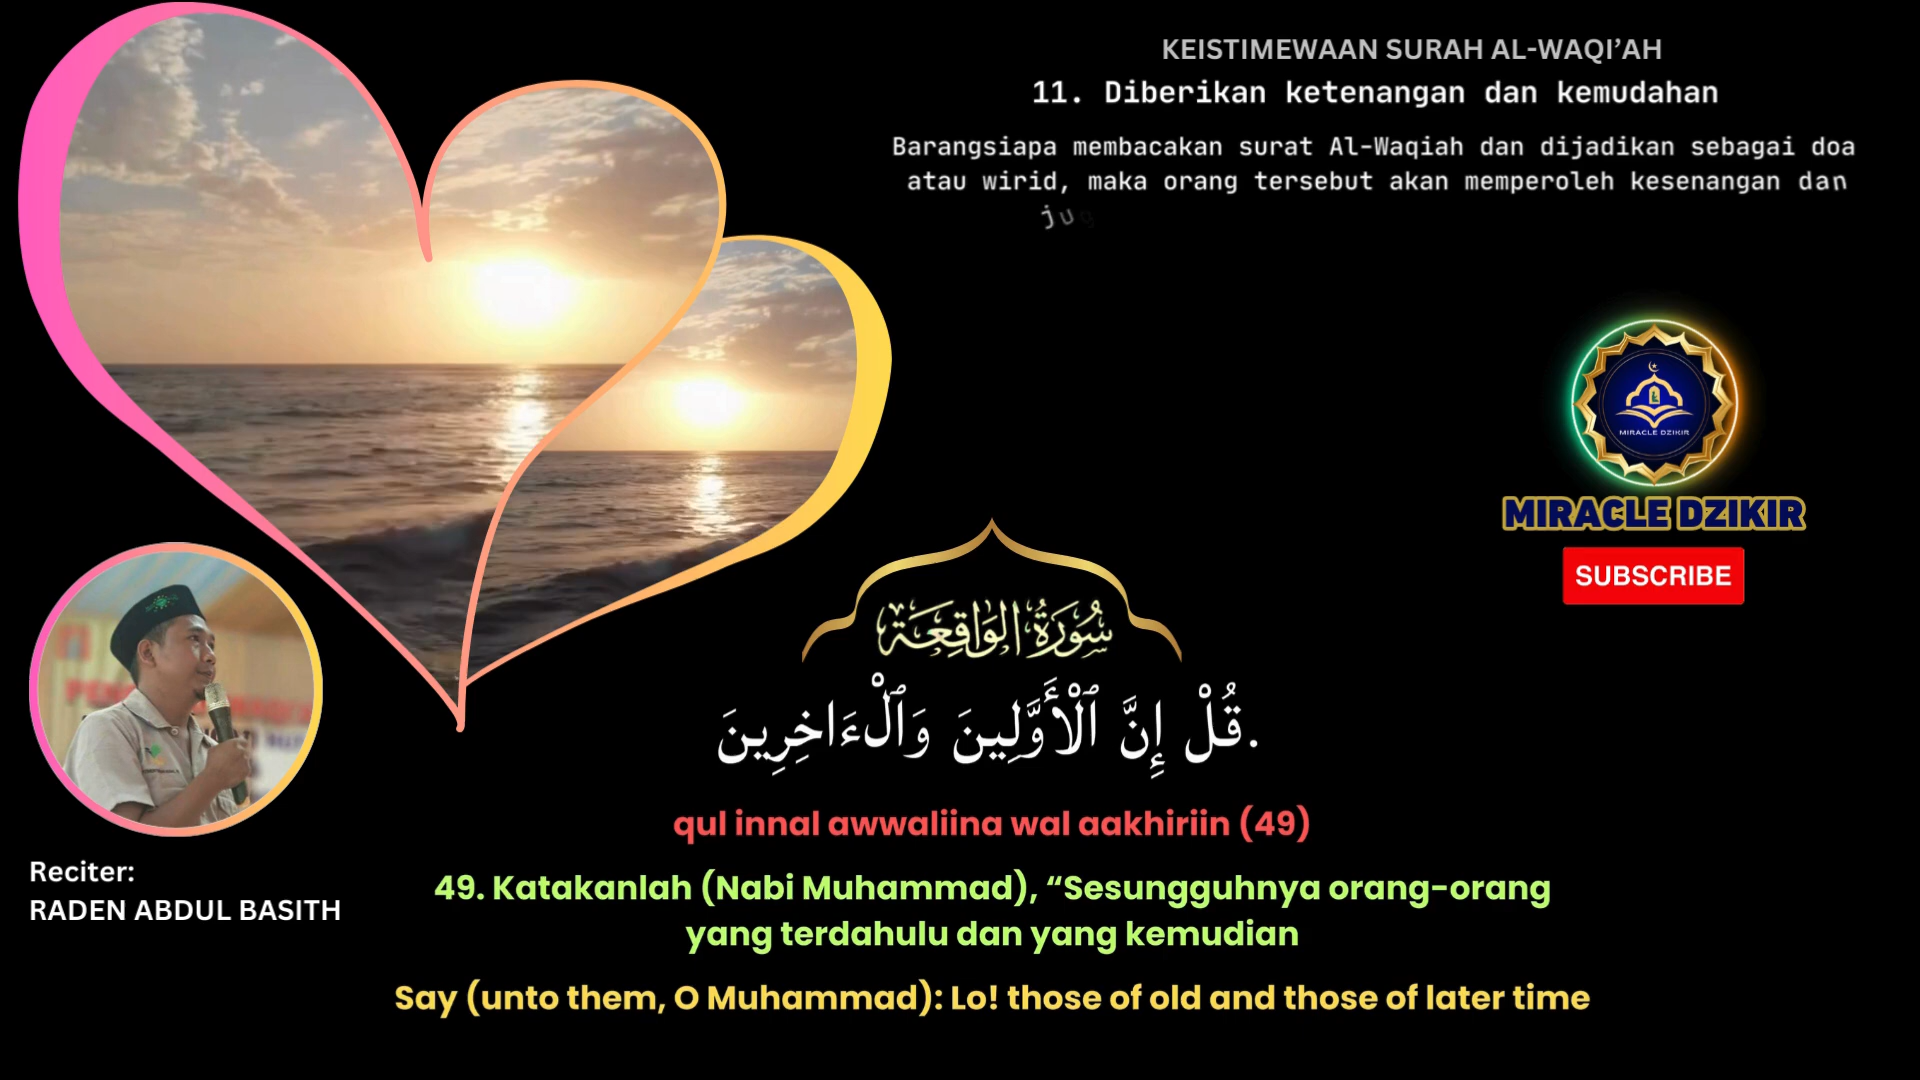 KEISTIMEWAAN SURAH AL-WAQI’AH
11. Diberikan ketenangan dan kemudahan
Barangsiapa membacakan surat Al-Waqiah dan dijadikan sebagai doa
atau wirid, maka orang tersebut akan memperoleh kesenangan dan
jug
MIRACLE DZIKIR
MIRACLE DZIKIR
SUBSCRIBE
سُورَةُ الوَاقِعَة
قُلْ إِنَّ ٱلْأَوَّلِينَ وَٱلْءَاخِرِينَ.
qul innal awwaliina wal aakhiriin (49)
49. Katakanlah (Nabi Muhammad), “Sesungguhnya orang-orang
yang terdahulu dan yang kemudian
Say (unto them, O Muhammad): Lo! those of old and those of later time
Reciter:
RADEN ABDUL BASITH